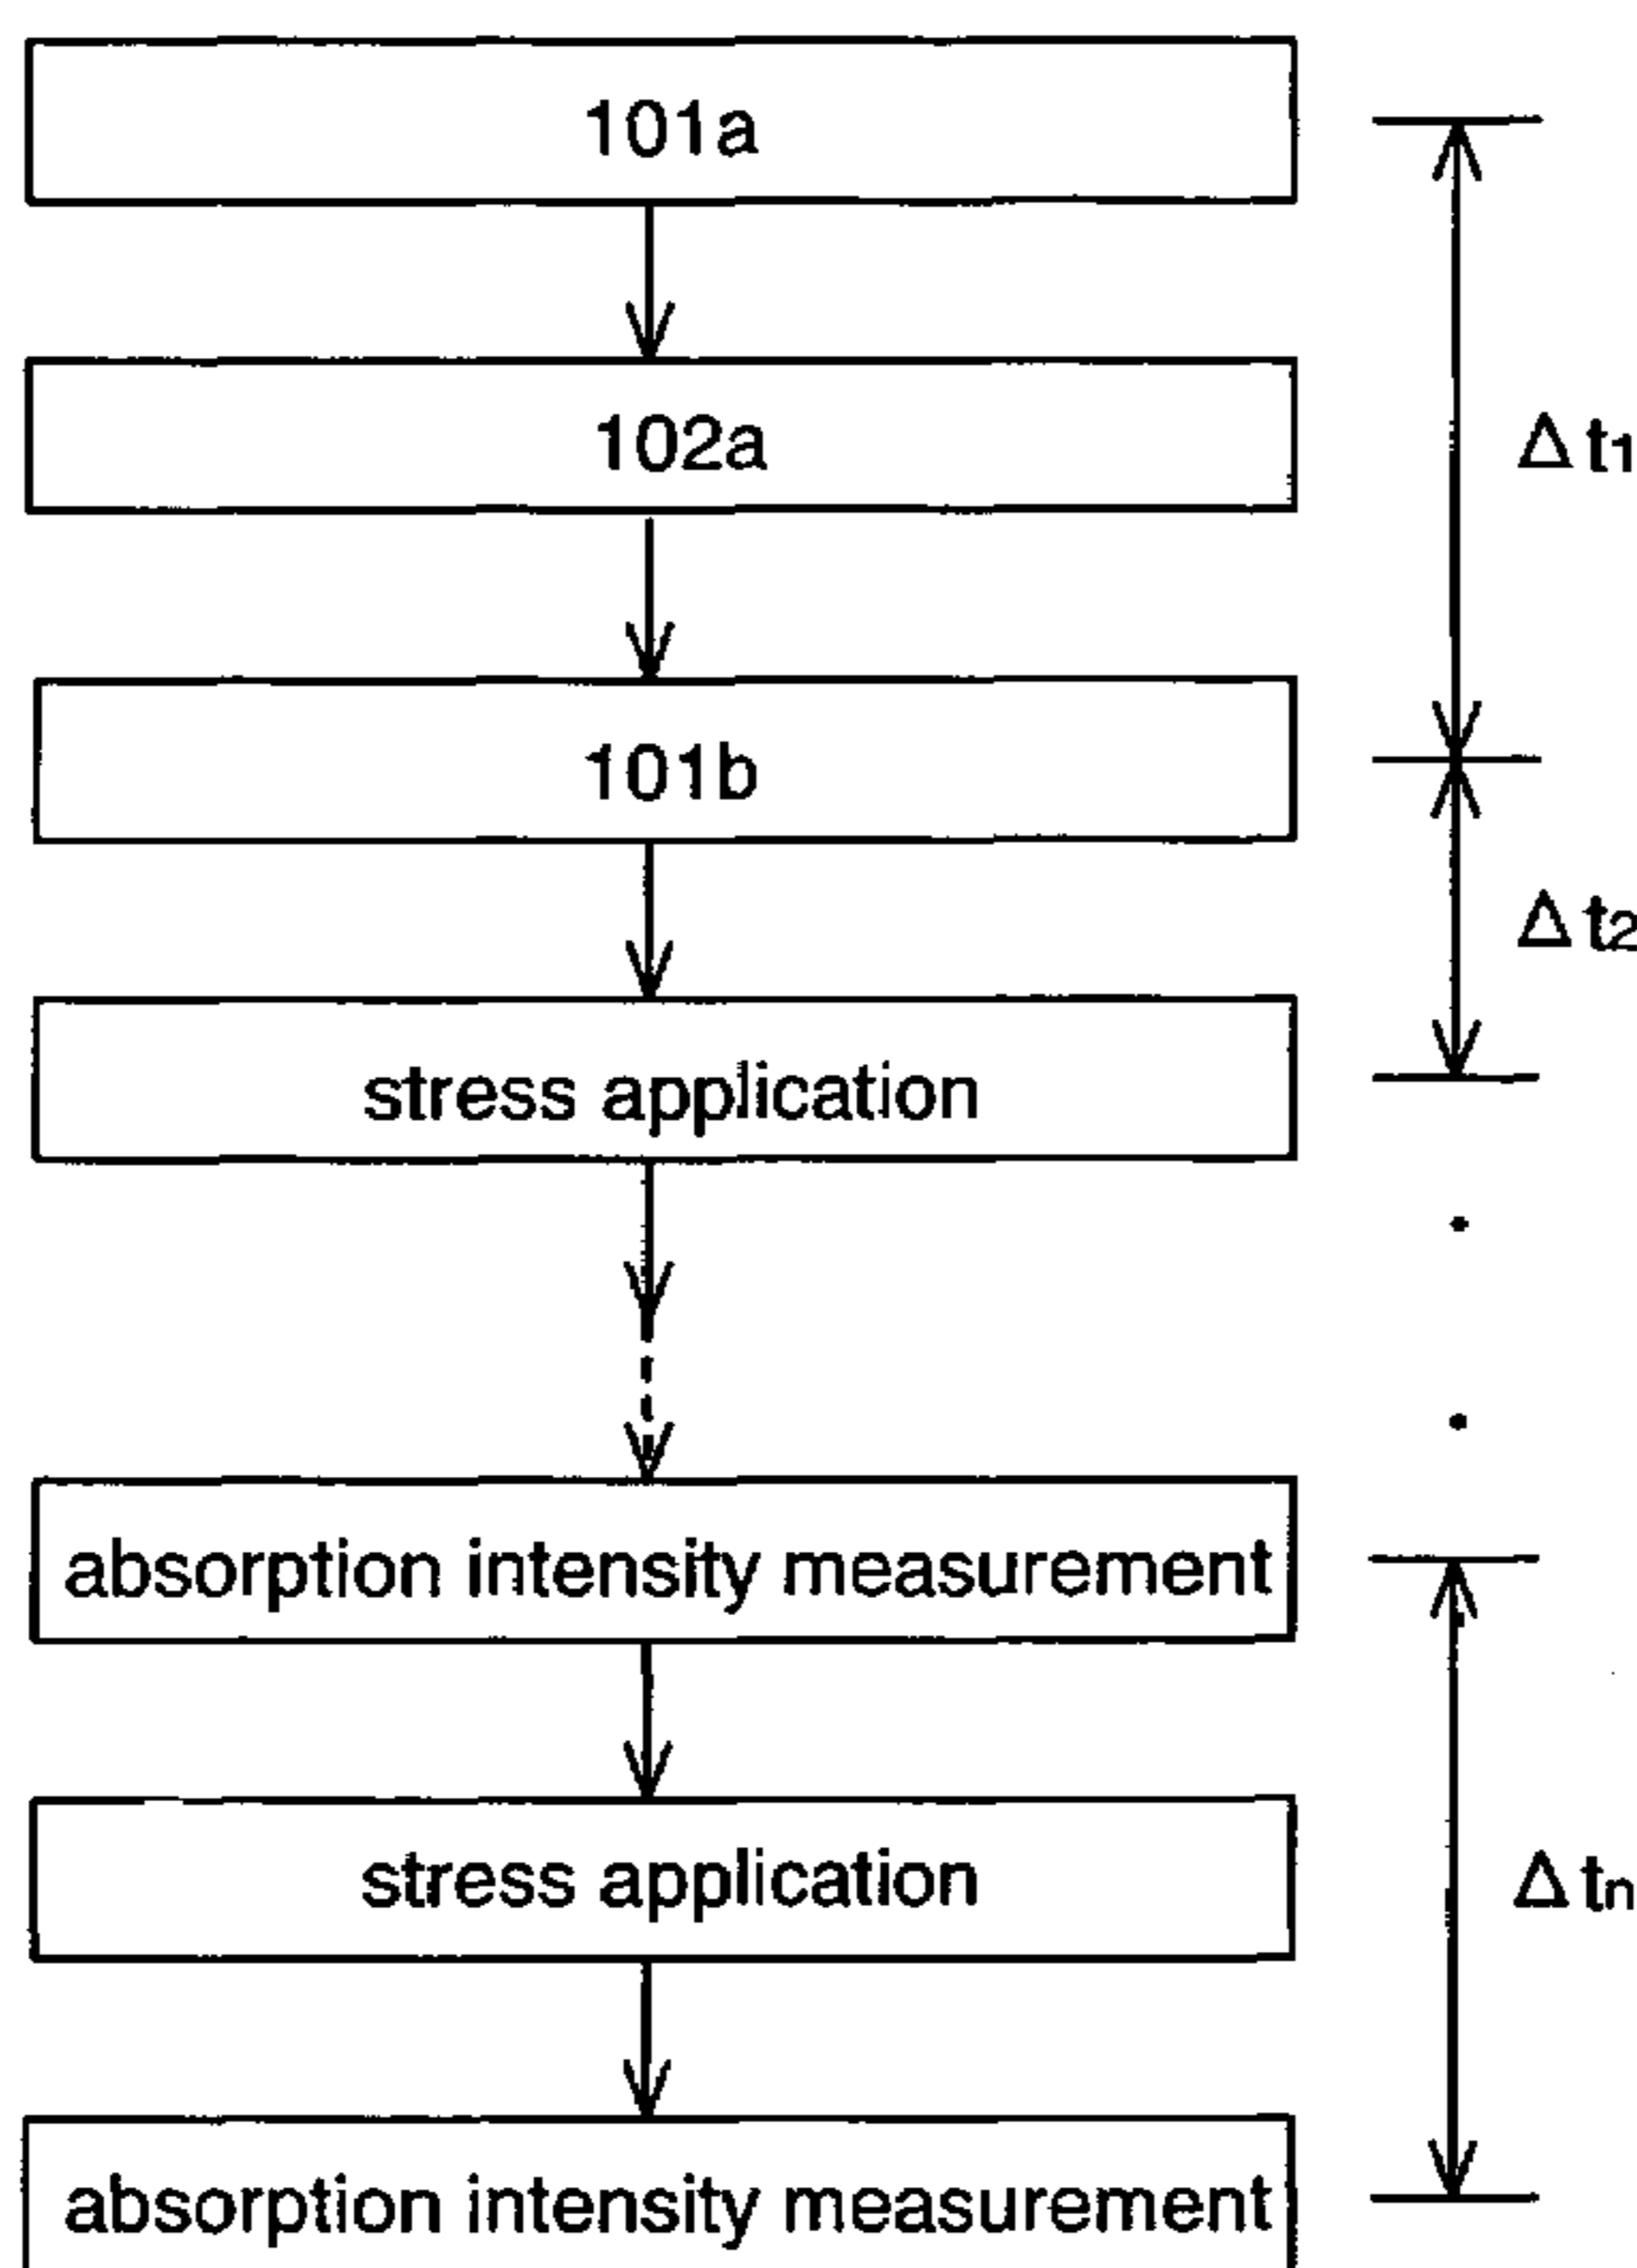 101a
102a
Δt1
101b
Δt2
stress application
absorption intensity measurement
stress application
Δtn
absorption intensity measurement